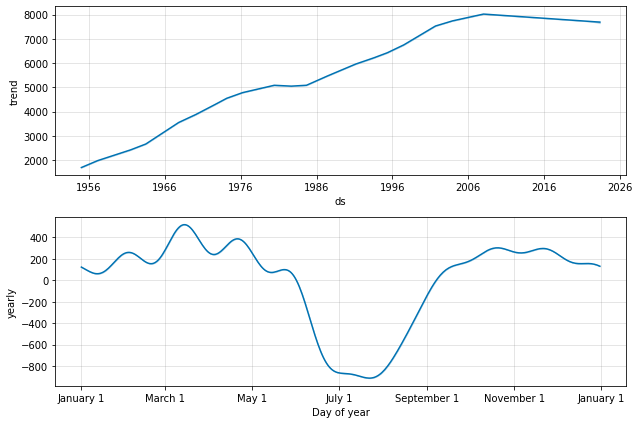 8000
7000
6000
5000
4000
3000
2000
trend
1956 1966 1976 1986 1996 2006 2016 2026
ds
400
200
0
−200
−400
−600
−800
yearly
January 1 March 1 May 1 July 1 September 1 November 1 January 1
Day of year